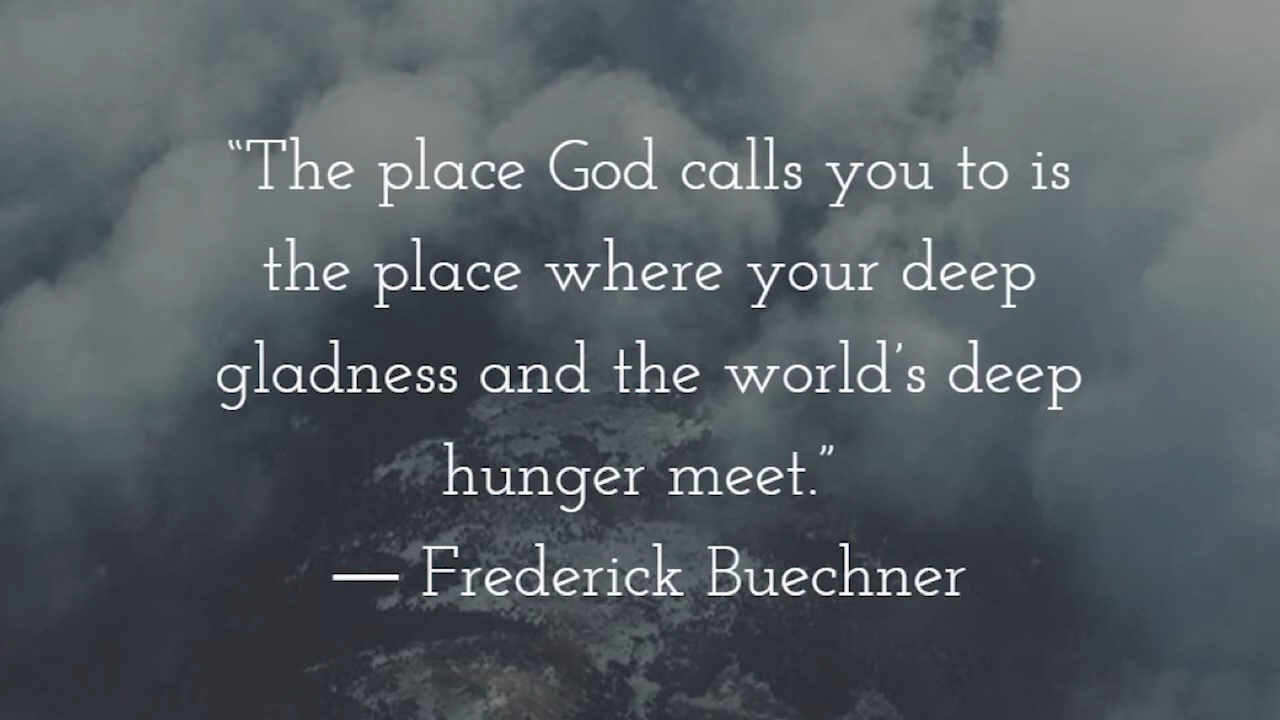 “The place God calls you to is
the place where your deep
gladness and the world’s deep
hunger meet.”
― Frederick Buechner